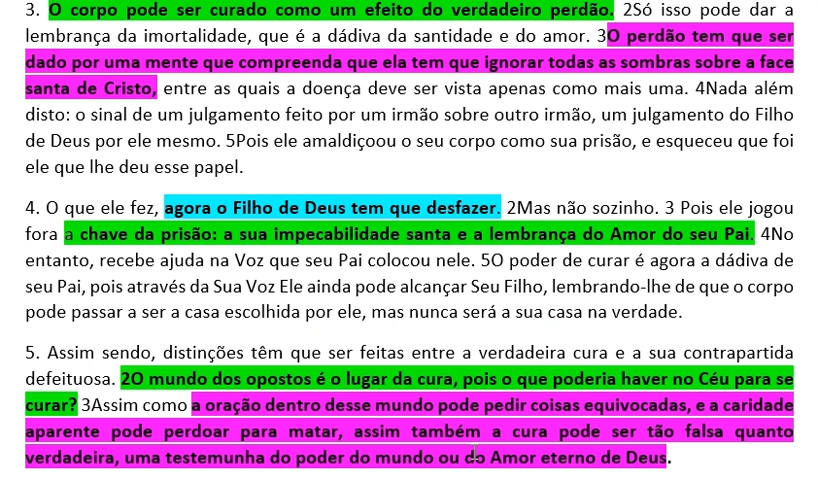 3. O corpo pode ser curado como um efeito do verdadeiro perdão. 2Só isso pode dar a
lembrança da imortalidade, que é a dádiva da santidade e do amor. 3O perdão tem que ser
dado por uma mente que compreenda que ela tem que ignorar todas as sombras sobre a face
santa de Cristo, entre as quais a doença deve ser vista apenas como mais uma. 4Nada além
disto: o sinal de um julgamento feito por um irmão sobre outro irmão, um julgamento do Filho
de Deus por ele mesmo. 5Pois ele amaldiçoou o seu corpo como sua prisão, e esqueceu que foi
ele que lhe deu esse papel.
4. O que ele fez, agora o Filho de Deus tem que desfazer. 2Mas não sozinho. 3 Pois ele jogou
fora a chave da prisão: a sua impecabilidade santa e a lembrança do Amor do seu Pai. 4No
entanto, recebe ajuda na Voz que seu Pai colocou nele. 5O poder de curar é agora a dádiva de
seu Pai, pois através da Sua Voz Ele ainda pode alcançar Seu Filho, lembrando-lhe de que o corpo
pode passar a ser a casa escolhida por ele, mas nunca será a sua casa na verdade.
5. Assim sendo, distinções têm que ser feitas entre a verdadeira cura e a sua contrapartida
defeituosa. 2O mundo dos opostos é o lugar da cura, pois o que poderia haver no Céu para se
curar? 3Assim como a oração dentro desse mundo pode pedir coisas equivocadas, e a caridade
aparente pode perdoar para matar, assim também a cura pode ser tão falsa quanto
verdadeira, uma testemunha do poder do mundo ou do Amor eterno de Deus.